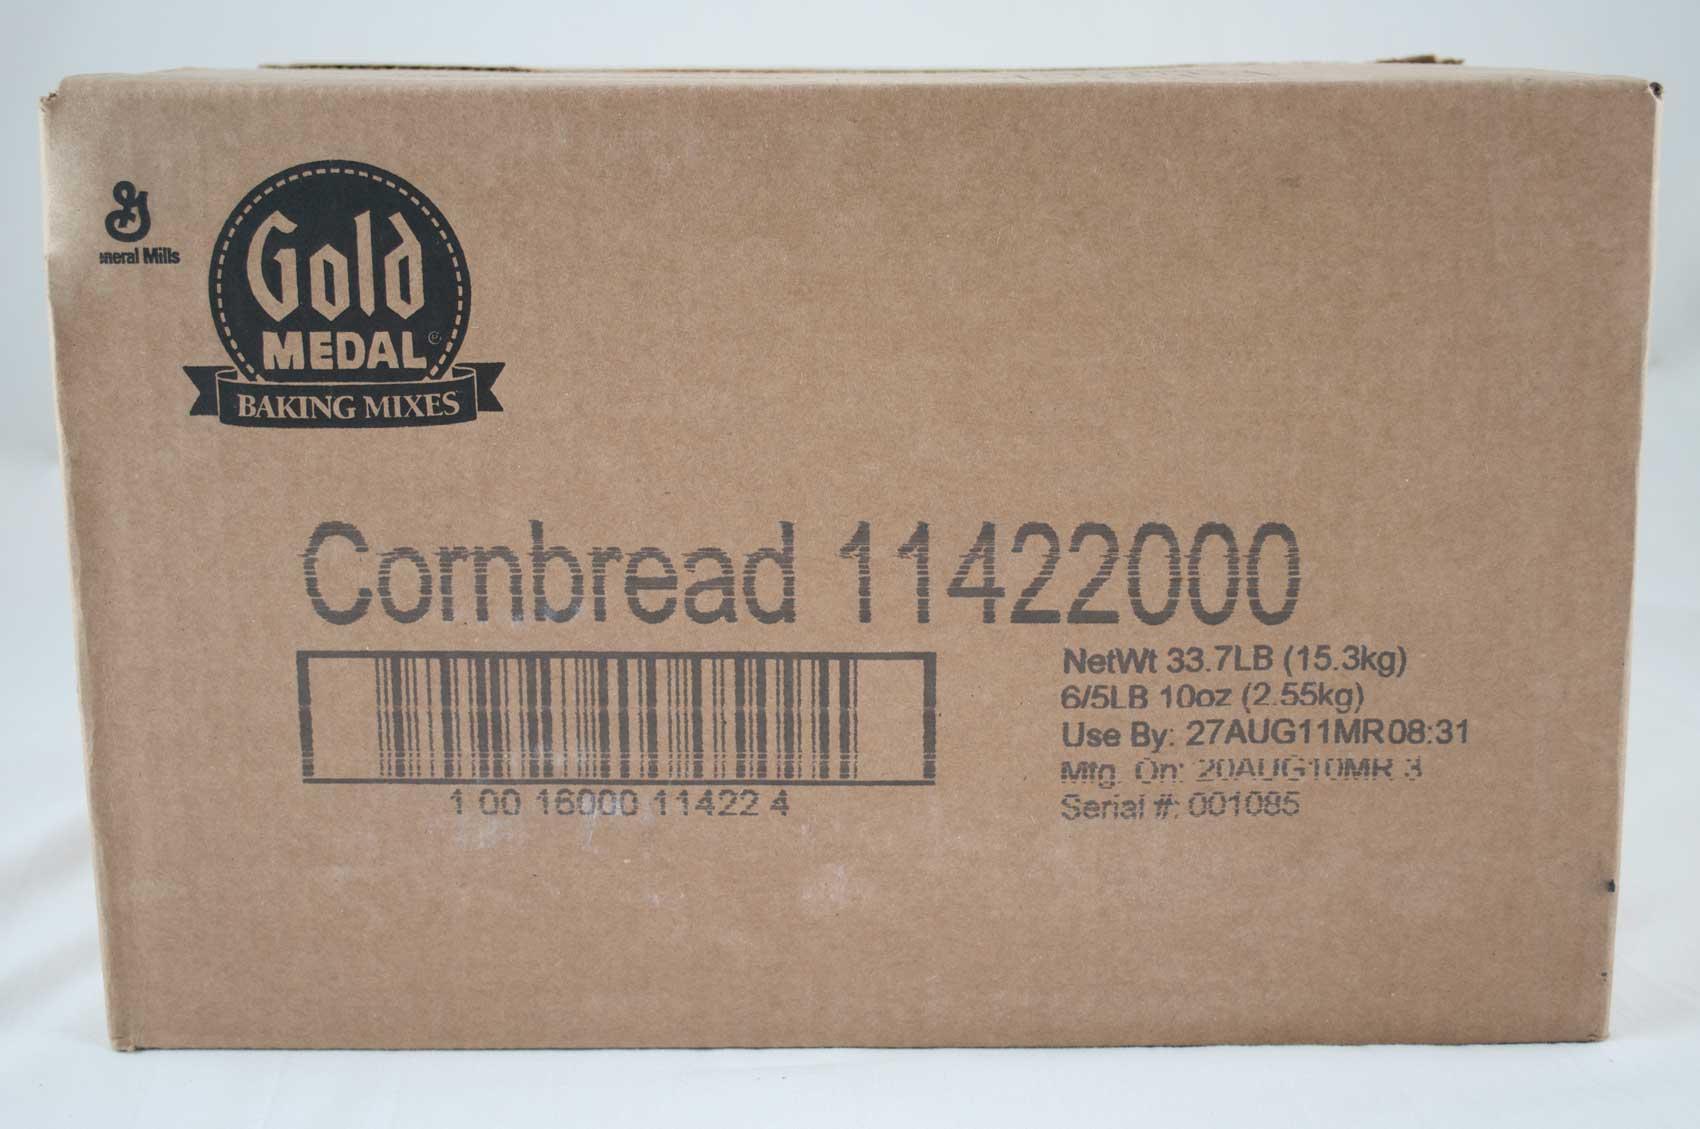 eneral Mills
Gold
MEDAL®
BAKING MIXES
Cornbread 11422000
NetWt 33.7LB (15.3kg)
6/5LB 10oz (2.55kg)
Use By: 27AUG11MR08:31
Mfg. On: 20AUG10MR 3
Serial #: 001085
1 00 16000 11422 4